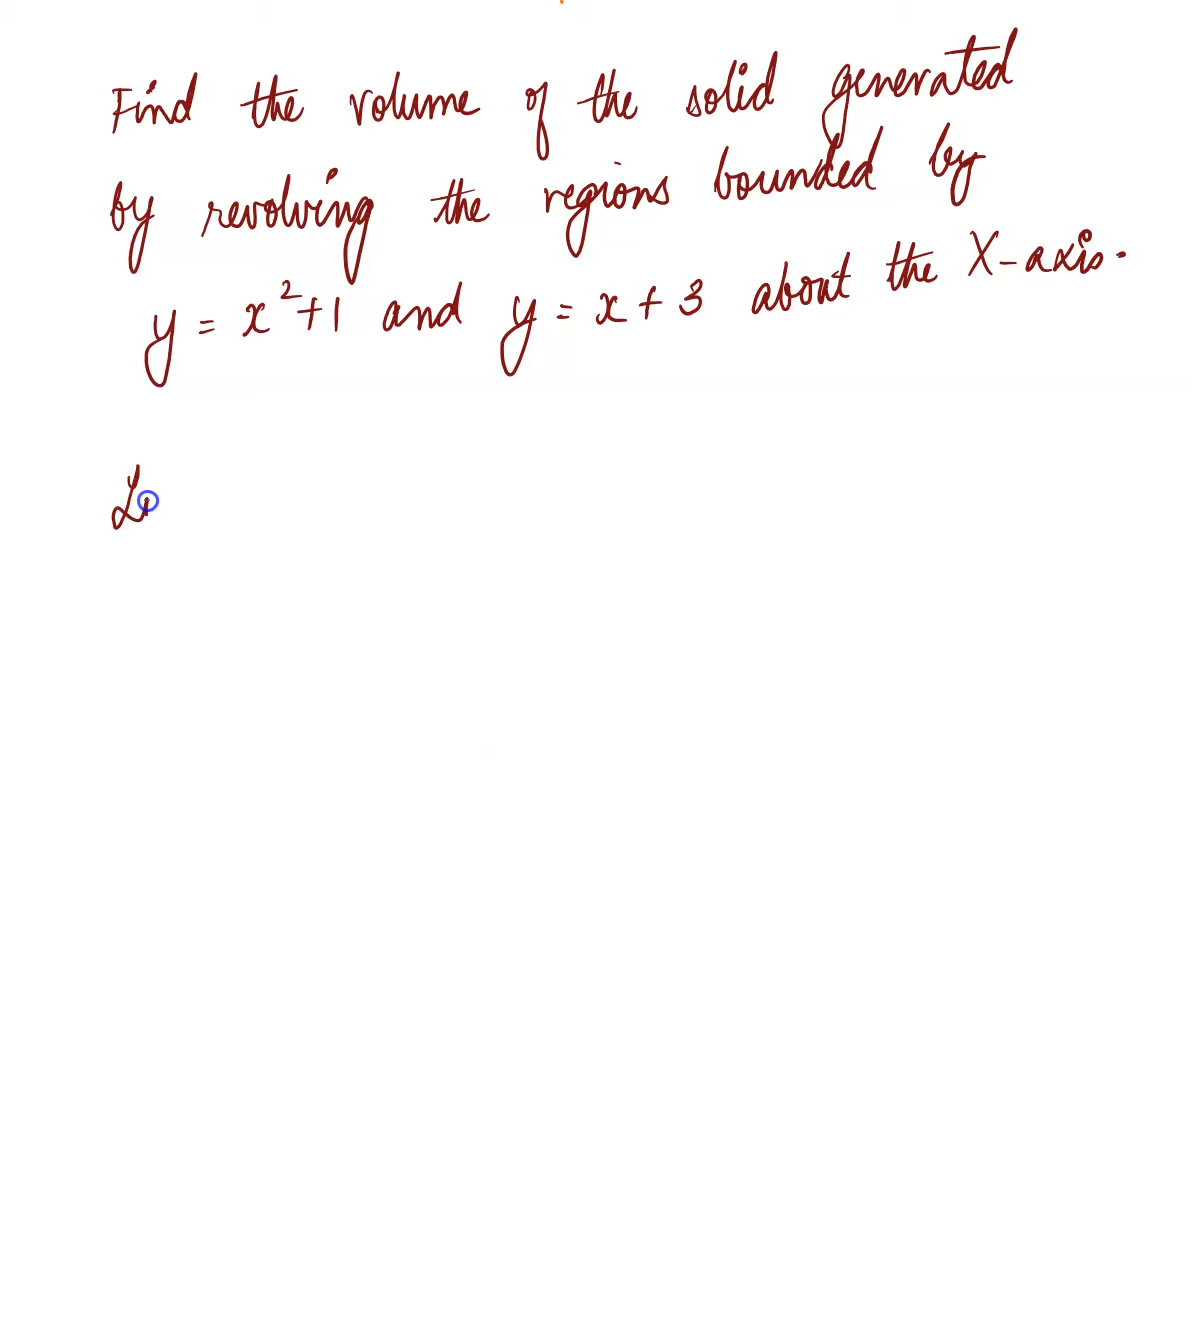 Find the volume of the solid generated
by revolving the regions bounded by
y = x²+1 and y = x + 3 about the X-axis.